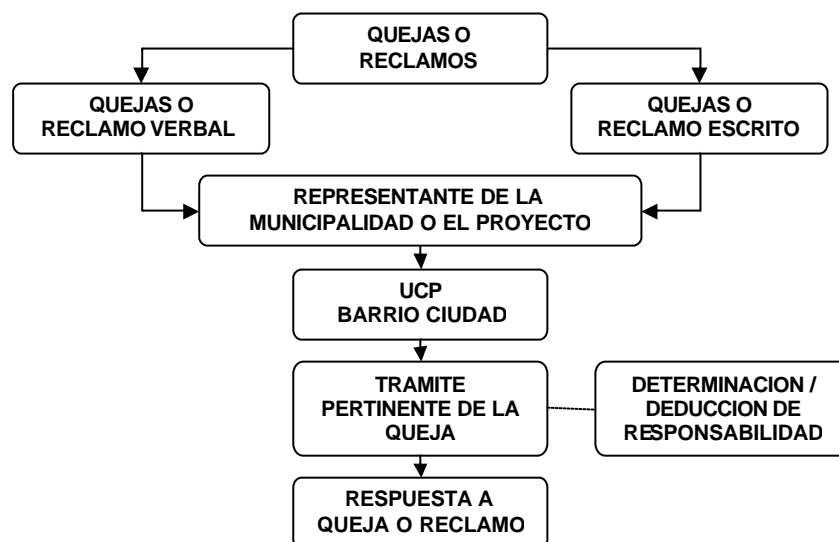 QUEJAS O
RECLAMOS
QUEJAS O
RECLAMO VERBAL
QUEJAS O
RECLAMO ESCRITO
REPRESENTANTE DE LA
MUNICIPALIDAD O EL PROYECTO
UCP
BARRIO CIUDAD
TRAMITE
PERTINENTE DE LA
QUEJA
DETERMINACION /
DEDUCCION DE
RESPONSABILIDAD
RESPUESTA A
QUEJA O RECLAMO